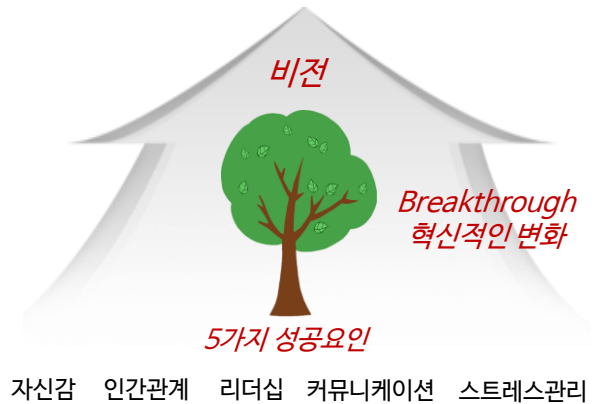 비전
Breakthrough
혁신적인 변화
5가지 성공요인
자신감 인간관계 리더십 커뮤니케이션 스트레스관리